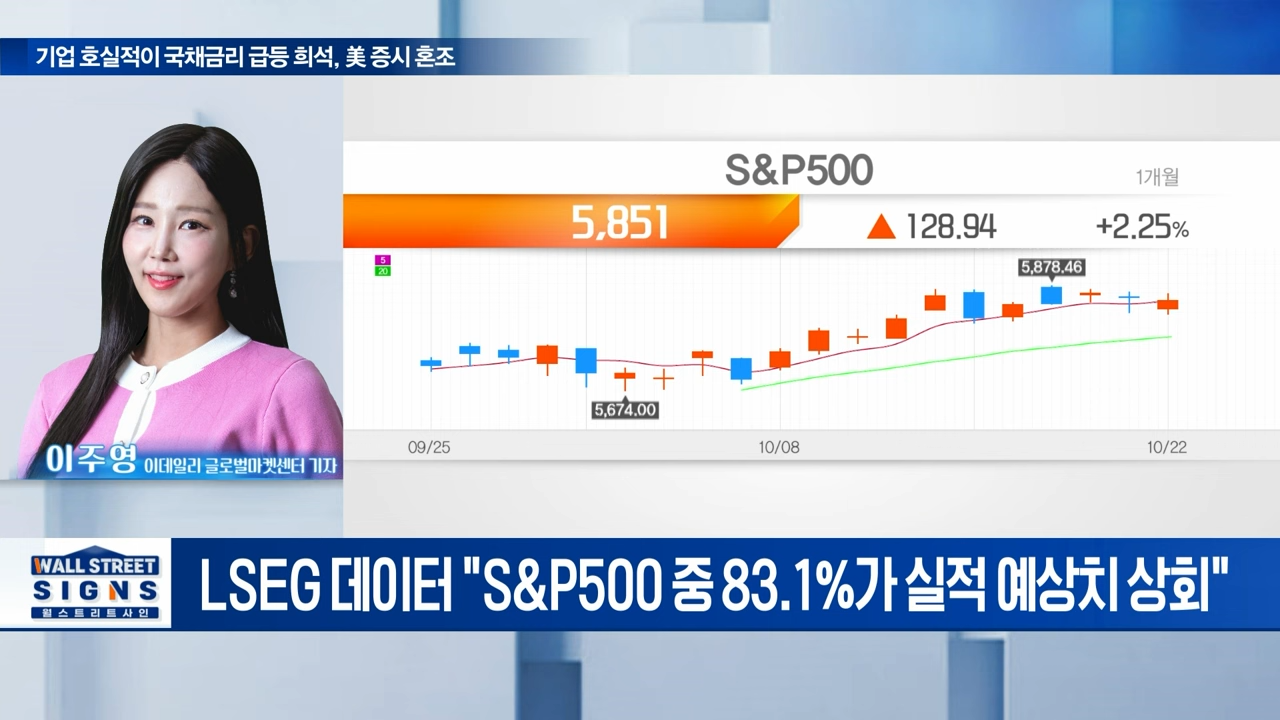 기업 호실적이 국채금리 급등 희석, 美 증시 혼조
S&P500
1개월
5,851
▲ 128.94
+2.25%
5
20
5,878.46
5,674.00
09/25
10/08
10/22
이주영 이데일리 글로벌마켓센터 기자
WALL STREET
SIGNS
월스트리트사인
LSEG 데이터 "S&P500 중 83.1%가 실적 예상치 상회"